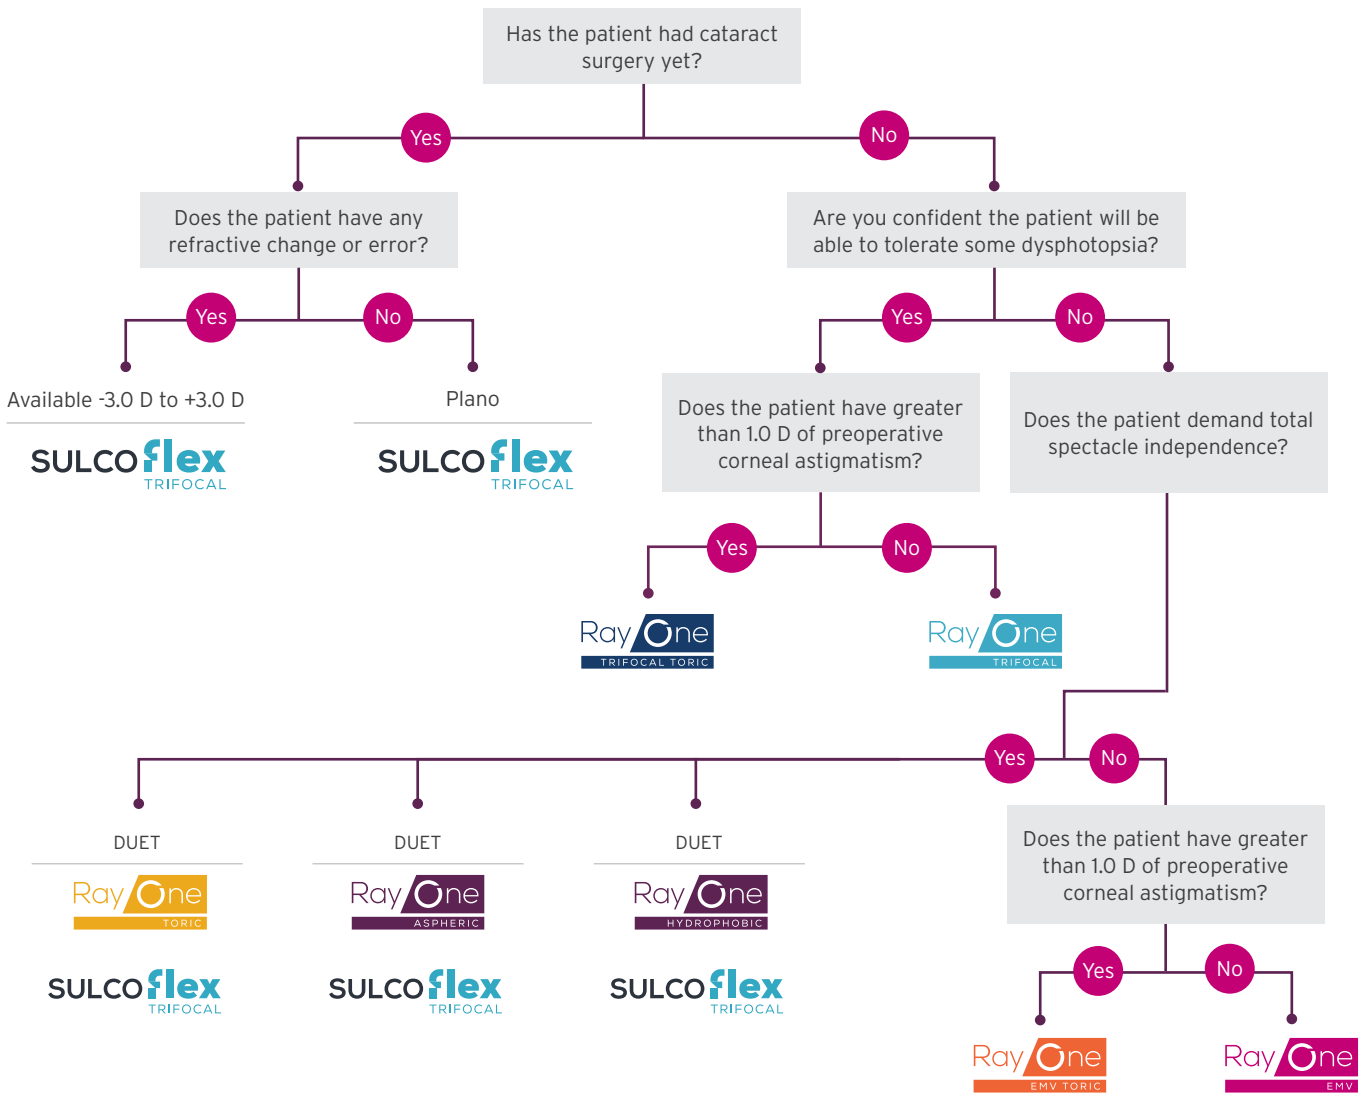 Has the patient had cataract
surgery yet?
Yes
No
Does the patient have any
refractive change or error?
Are you confident the patient will be
able to tolerate some dysphotopsia?
Yes
No
Yes
No
Available -3.0 D to +3.0 D
SULCOflex
TRIFOCAL
Plano
SULCOflex
TRIFOCAL
Does the patient have greater
than 1.0 D of preoperative
corneal astigmatism?
Does the patient demand total
spectacle independence?
Yes
No
RayOne
TRIFOCAL TORIC
RayOne
TRIFOCAL
Yes
No
DUET
RayOne
TORIC
SULCOflex
TRIFOCAL
DUET
RayOne
ASPHERIC
SULCOflex
TRIFOCAL
DUET
RayOne
HYDROPHOBIC
SULCOflex
TRIFOCAL
Does the patient have greater
than 1.0 D of preoperative
corneal astigmatism?
Yes
No
RayOne
EMV TORIC
RayOne
EMV